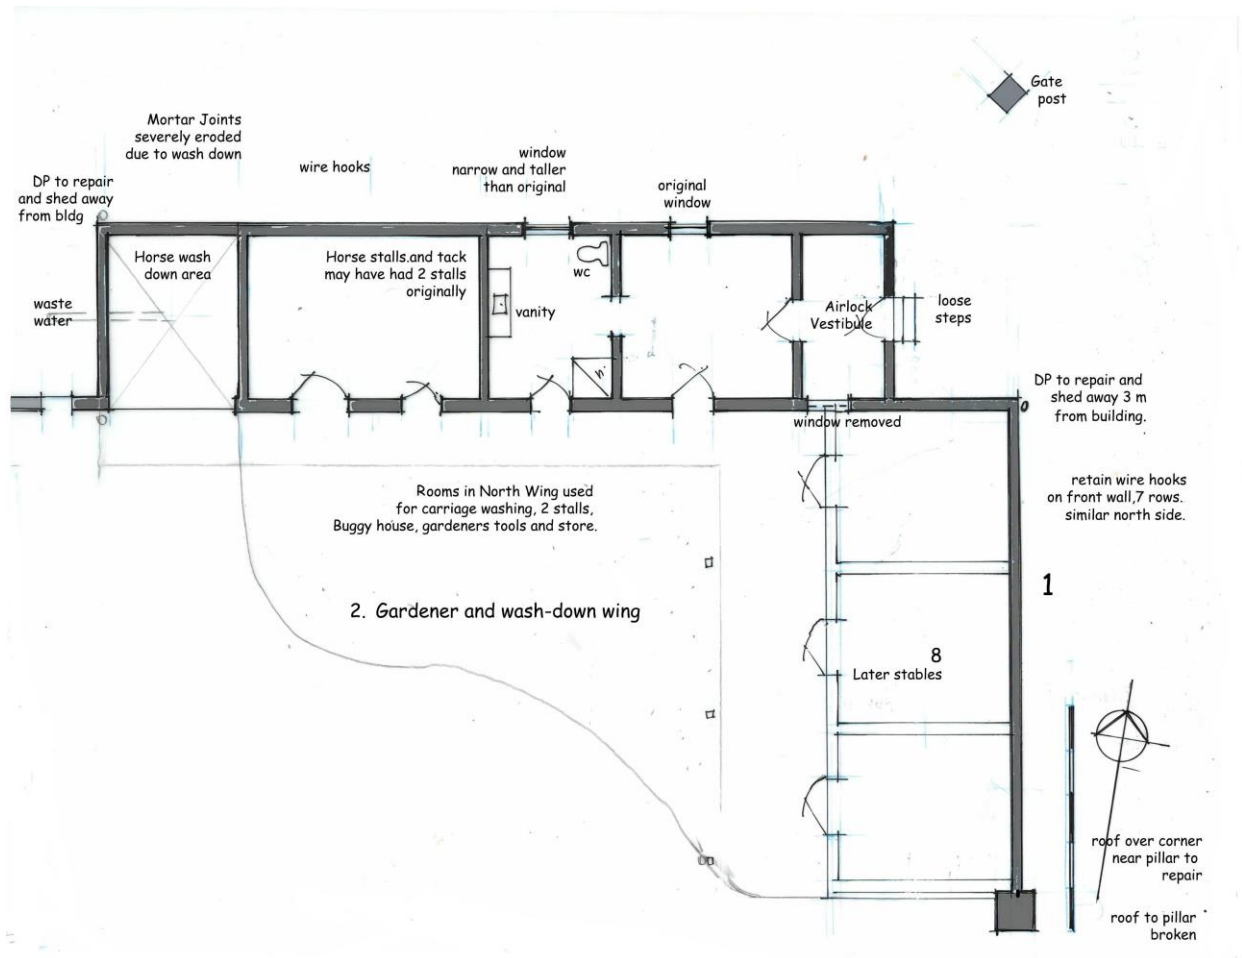 Gate
post
Mortar Joints
severely eroded
due to wash down
wire hooks
window
narrow and taller
than original
original
window
DP to repair
and shed away
from bldg
Horse wash
down area
Horse stalls.and tack
may have had 2 stalls
originally
wc
waste
water
vanity
Airlock
Vestibule
loose
steps
h.
DP to repair and
shed away 3 m
from building.
window removed
Rooms in North Wing used
for carriage washing, 2 stalls,
Buggy house, gardeners tools and store.
retain wire hooks
on front wall,7 rows.
similar north side.
1
2. Gardener and wash-down wing
8
Later stables
roof over corner
near pillar to
repair
roof to pillar
broken